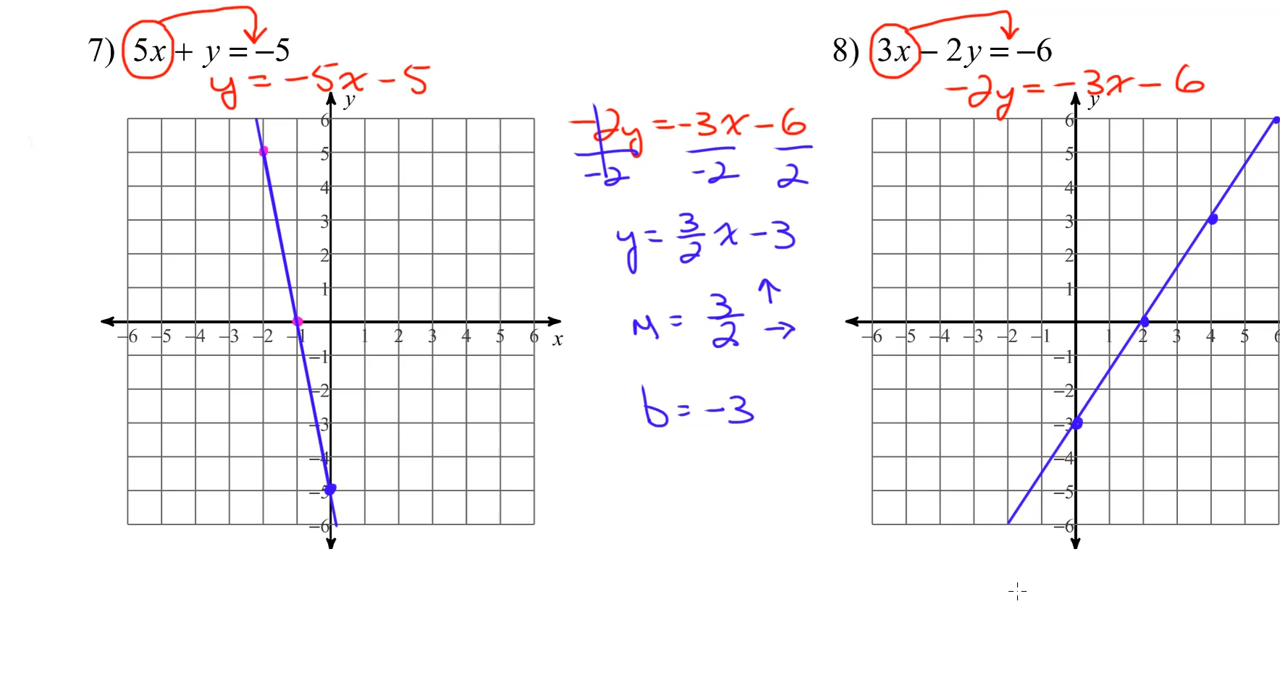 7) 5x + y = −5
y = −5x − 5
8) 3x − 2y = −6
−2y = −3x − 6
y
6
5
4
3
2
1
−6 −5 −4 −3 −2 −1 1 2 3 4 5 6 x
−1
−2
−3
−4
−5
−6
−2y = −3x − 6
−2 −2 2
y = 3/2 x − 3
m = 3/2 ↑ →
b = −3
y
6
5
4
3
2
1
−6 −5 −4 −3 −2 −1 1 2 3 4 5 6
−1
−2
−3
−4
−5
−6